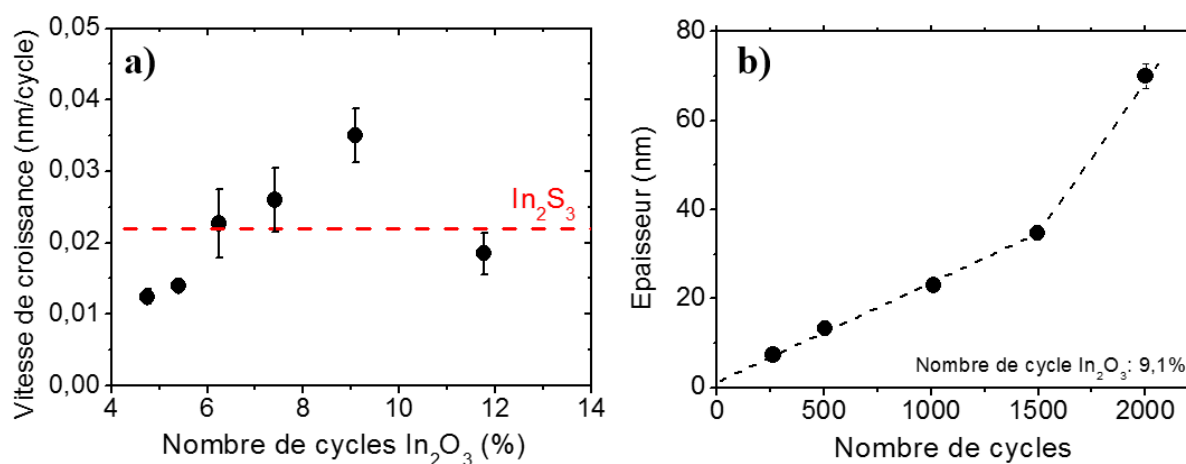 a)
Vitesse de croissance (nm/cycle)
0,05
0,04
0,03
0,02
0,01
0,00
In₂S₃
4 6 8 10 12 14
Nombre de cycles In₂O₃ (%)
b)
Epaisseur (nm)
80
60
40
20
0
Nombre de cycle In₂O₃: 9,1%
0 500 1000 1500 2000
Nombre de cycles